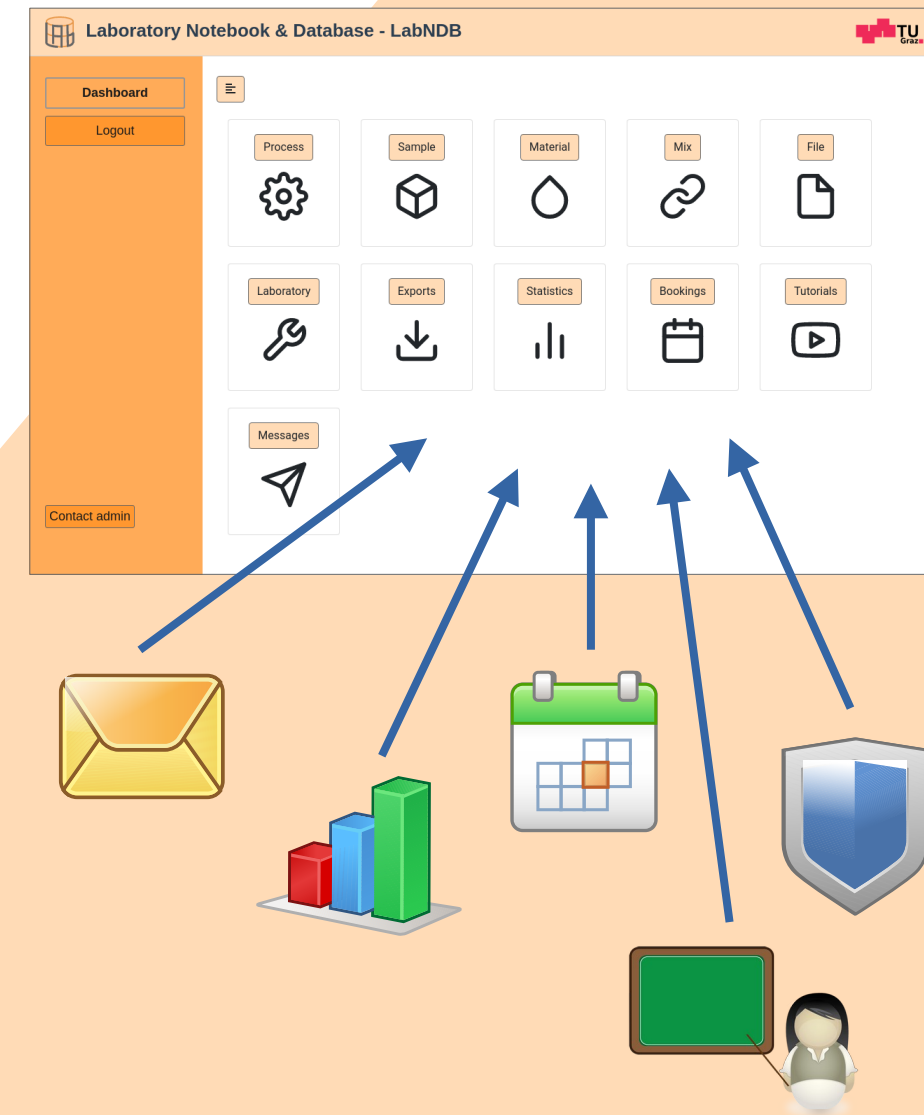 Laboratory Notebook & Database - LabNDB
TU
Graz
Dashboard
Logout
Process
Sample
Material
Mix
File
Laboratory
Exports
Statistics
Bookings
Tutorials
Messages
Contact admin